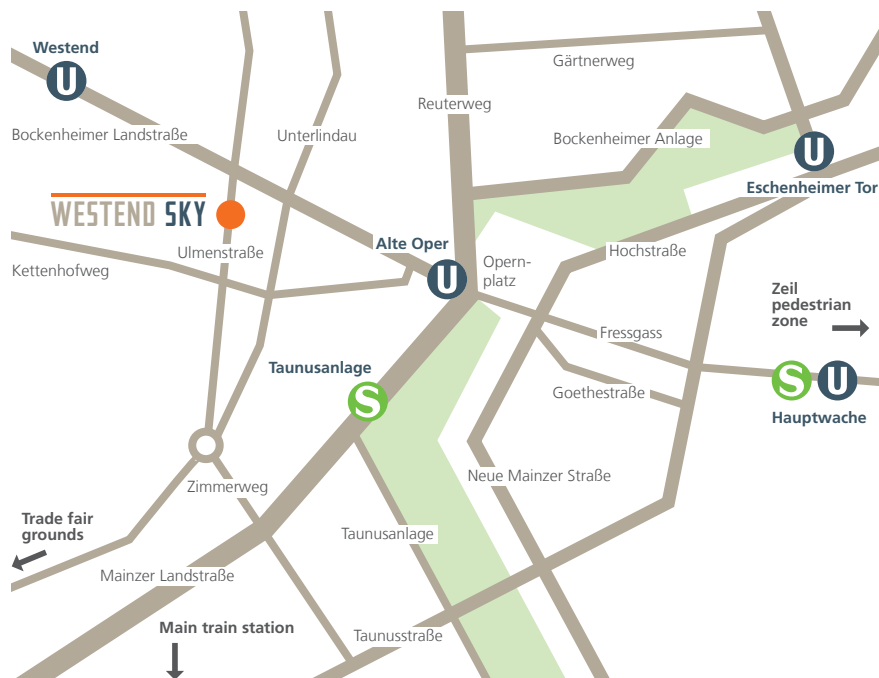 Westend
U
Gärtnerweg
Reuterweg
Bockenheimer Landstraße
Unterlindau
Bockenheimer Anlage
U
Eschenheimer Tor
WESTEND SKY
Ulmenstraße
Alte Oper
U
Opern-
platz
Hochstraße
Kettenhofweg
Zeil
pedestrian
zone
Fressgass
Taunusanlage
S
Goethestraße
S U
Hauptwache
Zimmerweg
Neue Mainzer Straße
Trade fair
grounds
Taunusanlage
Mainzer Landstraße
Main train station
Taunusstraße